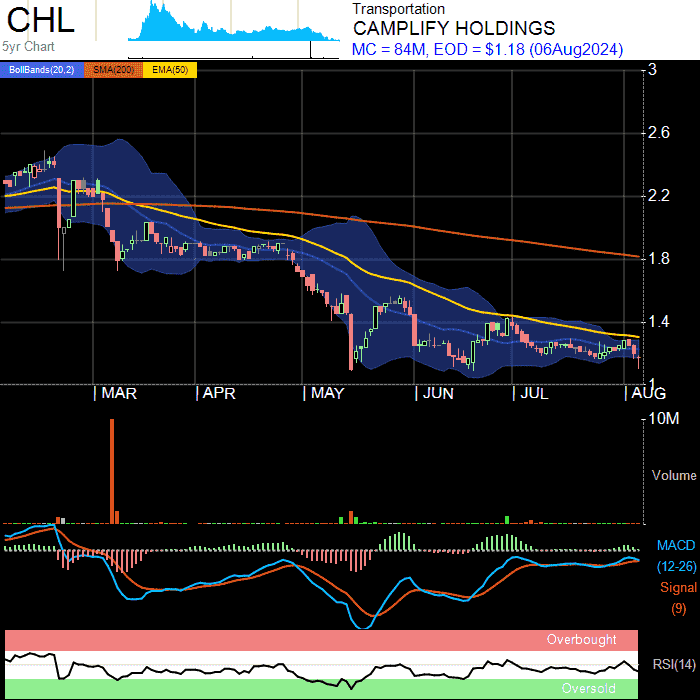 CHL
5yr Chart
Transportation
CAMPLIFY HOLDINGS
MC = 84M, EOD = $1.18 (06Aug2024)
BollBands(20,2) SMA(200) EMA(50)
3
2.6
2.2
1.8
1.4
1
| MAR | APR | MAY | JUN | JUL | AUG
10M
Volume
MACD
(12-26)
Signal
(9)
Overbought
RSI(14)
Oversold